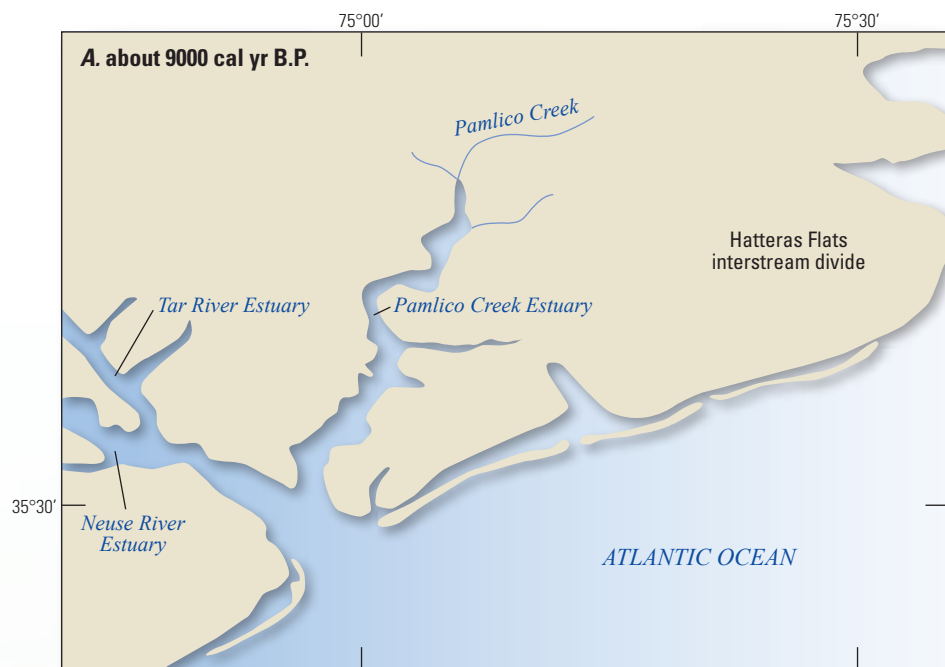 75°00'
75°30'
A. about 9000 cal yr B.P.
Pamlico Creek
Hatteras Flats
interstream divide
Tar River Estuary
Pamlico Creek Estuary
35°30'
Neuse River
Estuary
ATLANTIC OCEAN